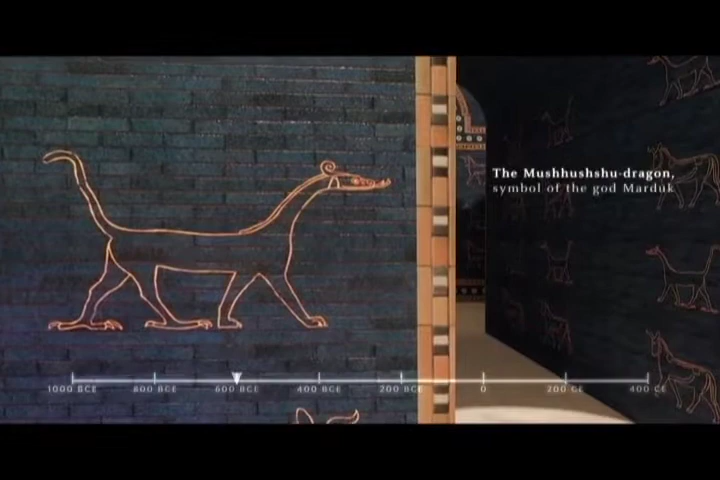 The Mushhushshu-dragon,
symbol of the god Marduk
1000 BCE 800 BCE 600 BCE 400 BCE 200 BCE 0 200 CE 400 CE